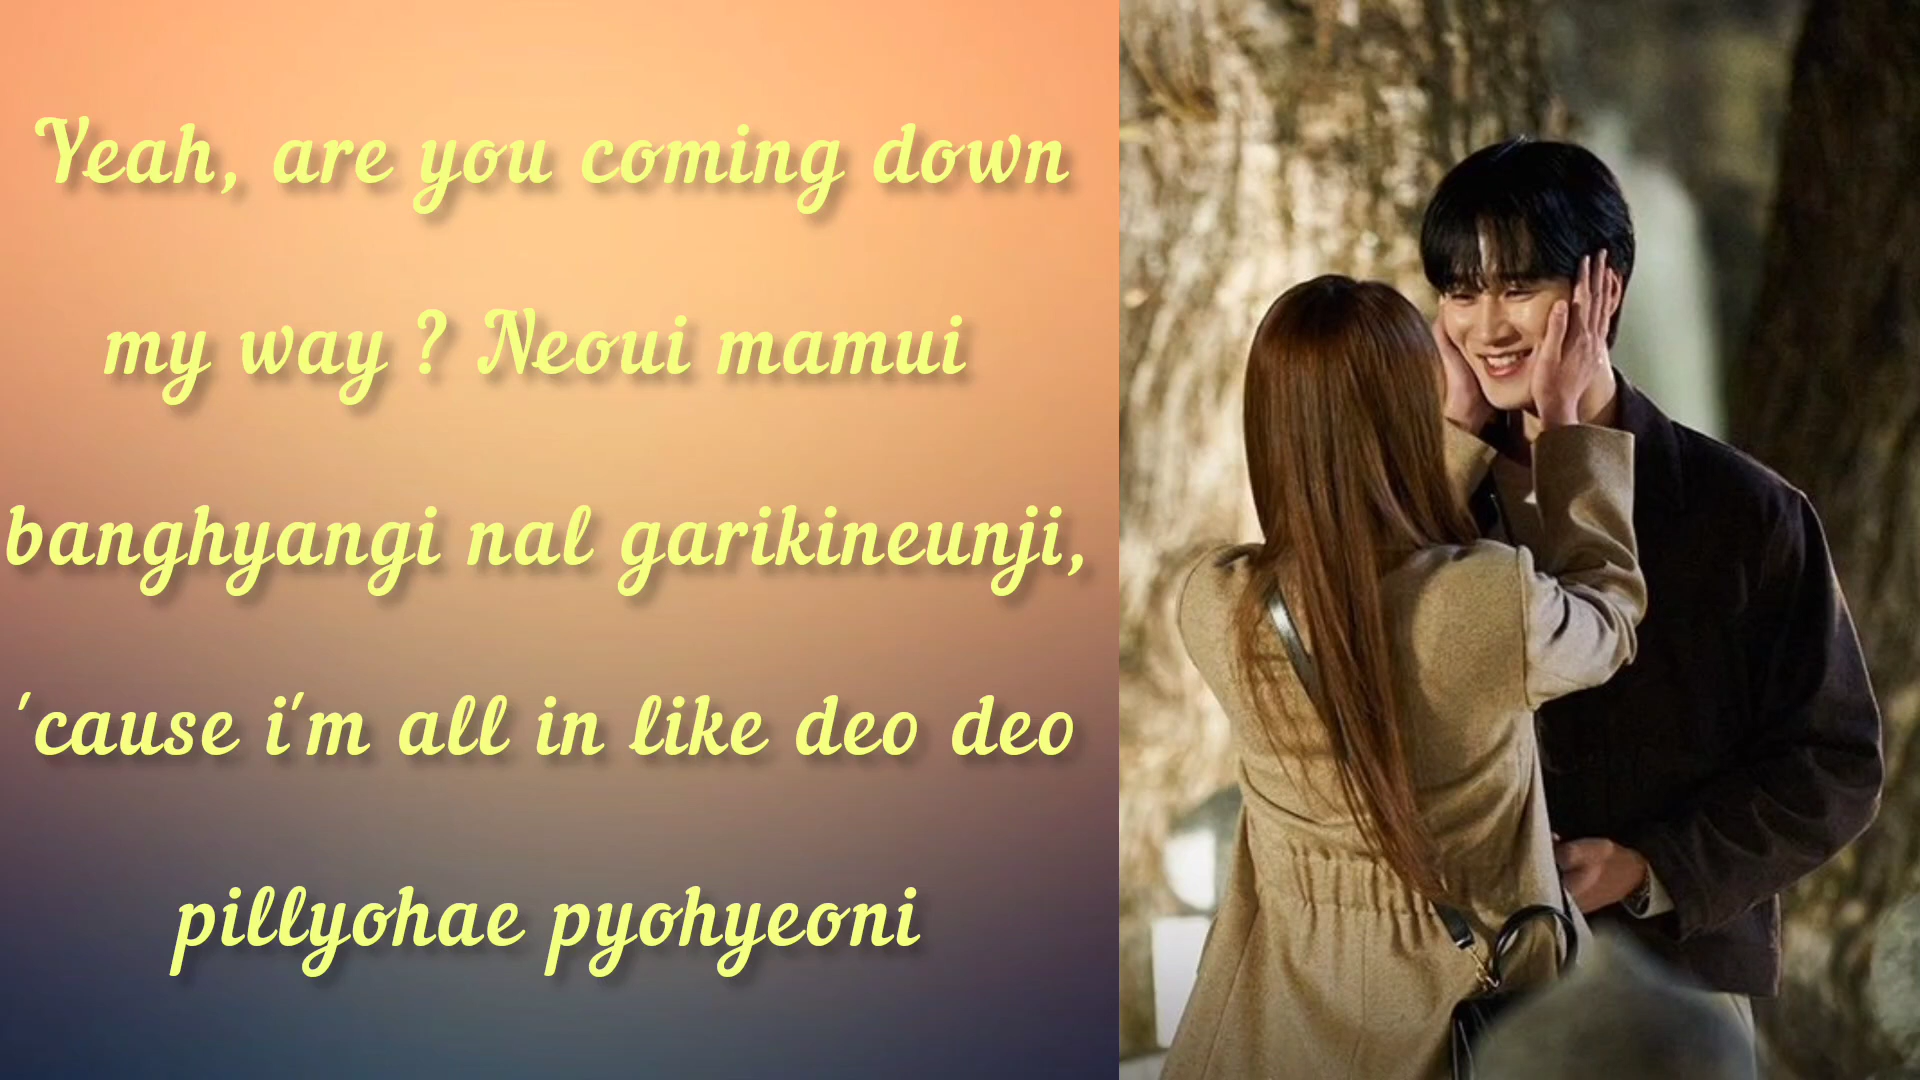 Yeah, are you coming down
my way ? Neoui mamui
banghyangi nal garikineunji,
'cause i'm all in like deo deo
pillyohae pyohyeoni